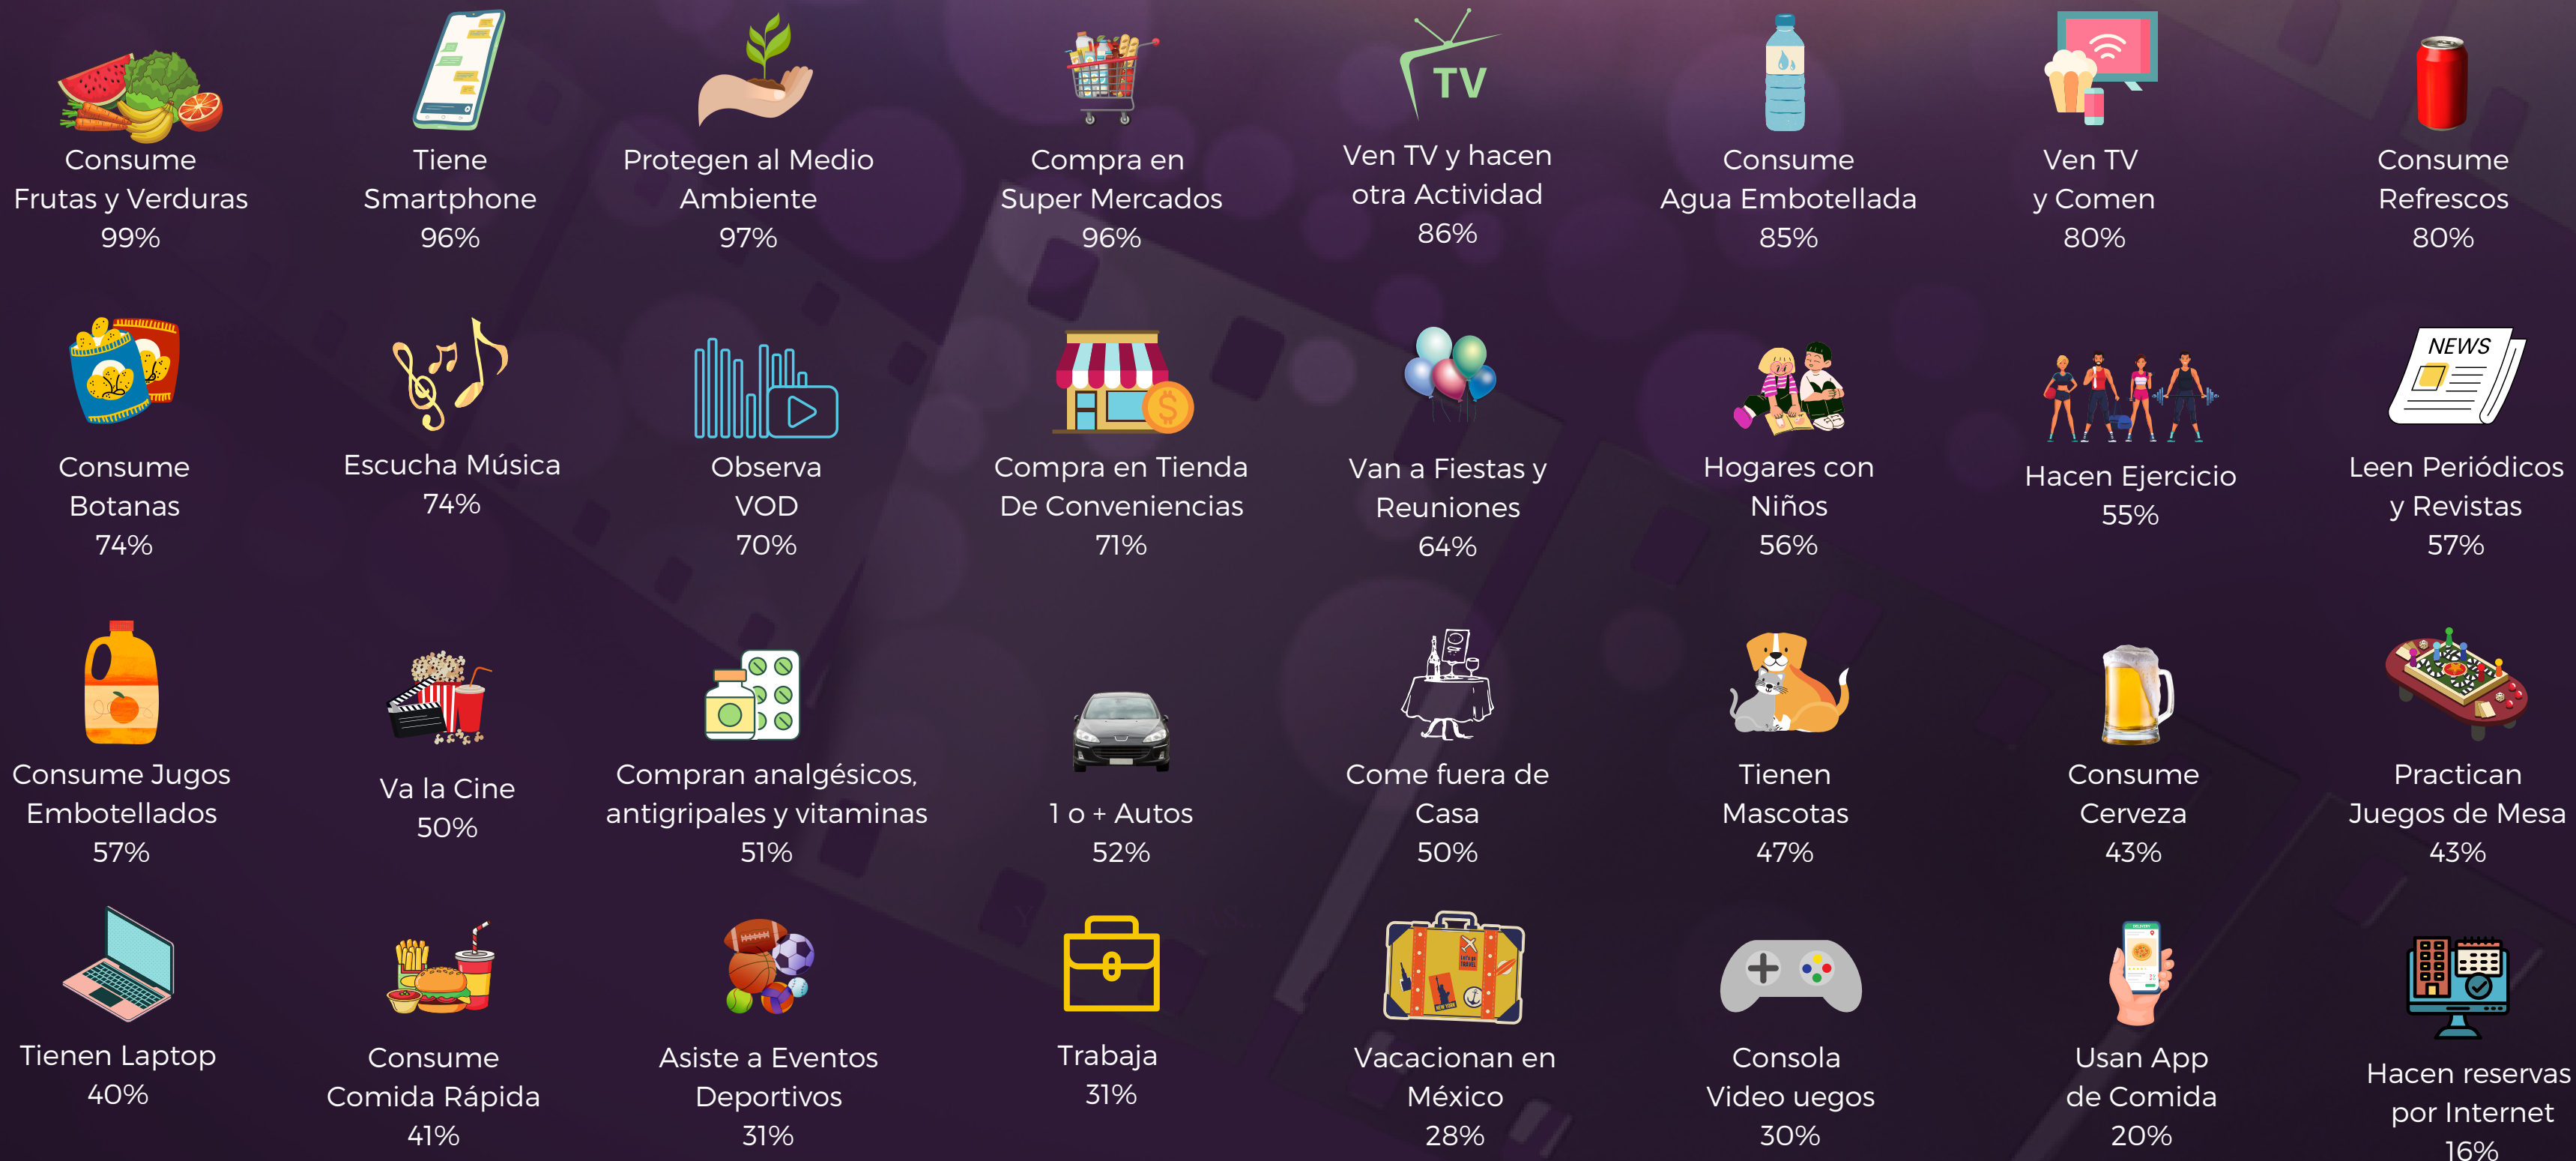 Consume
Frutas y Verduras
99%
Tiene
Smartphone
96%
Protegen al Medio
Ambiente
97%
Compra en
Super Mercados
96%
TV
Ven TV y hacen
otra Actividad
86%
Consume
Agua Embotellada
85%
Ven TV
y Comen
80%
Consume
Refrescos
80%
Consume
Botanas
74%
Escucha Música
74%
Observa
VOD
70%
$
Compra en Tienda
De Conveniencias
71%
Van a Fiestas y
Reuniones
64%
Hogares con
Niños
56%
Hacen Ejercicio
55%
NEWS
Leen Periódicos
y Revistas
57%
Consume Jugos
Embotellados
57%
Va la Cine
50%
Compran analgésicos,
antigripales y vitaminas
51%
1 o + Autos
52%
Come fuera de
Casa
50%
Tienen
Mascotas
47%
Consume
Cerveza
43%
Practican
Juegos de Mesa
43%
Tienen Laptop
40%
Consume
Comida Rápida
41%
Asiste a Eventos
Deportivos
31%
Trabaja
31%
NEW YORK
Vacacionan en
México
28%
Consola
Video uegos
30%
Usan App
de Comida
20%
Hacen reservas
por Internet
16%